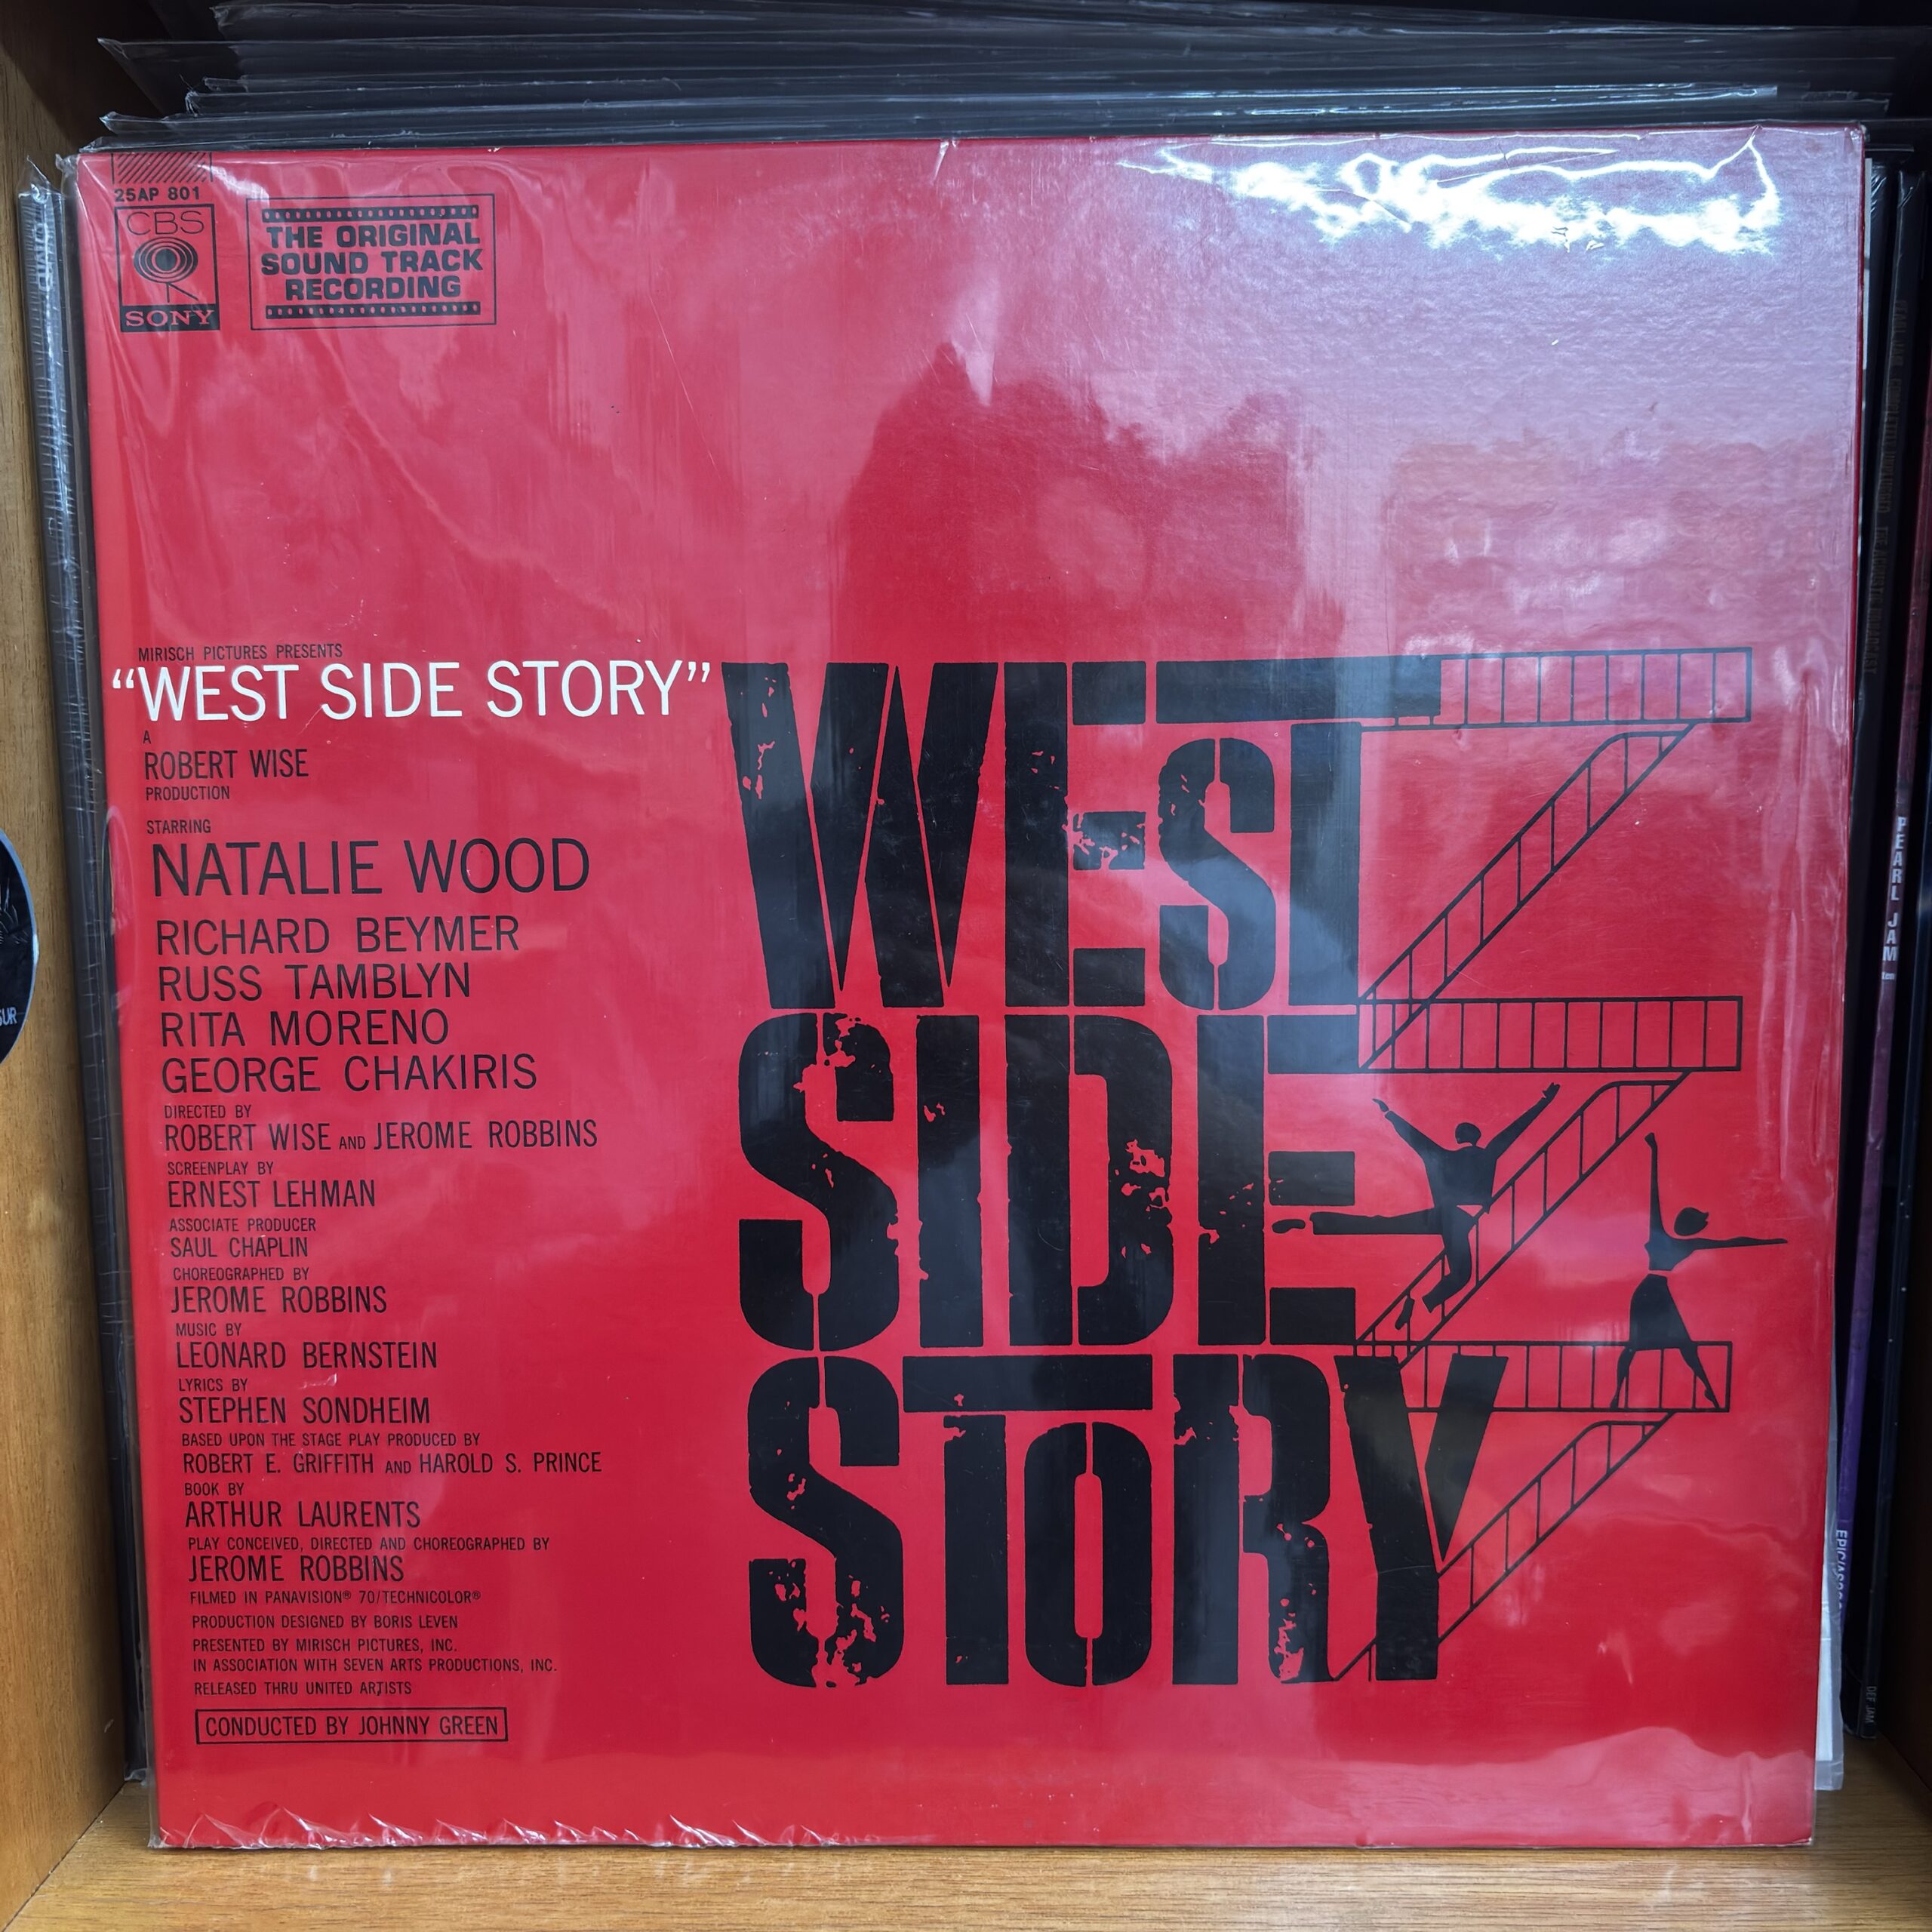 25AP 801
CBS
SONY
THE ORIGINAL
SOUND TRACK
RECORDING
MIRISCH PICTURES PRESENTS
“WEST SIDE STORY”
A
ROBERT WISE
PRODUCTION
STARRING
NATALIE WOOD
RICHARD BEYMER
RUSS TAMBLYN
RITA MORENO
GEORGE CHAKIRIS
DIRECTED BY
ROBERT WISE AND JEROME ROBBINS
SCREENPLAY BY
ERNEST LEHMAN
ASSOCIATE PRODUCER
SAUL CHAPLIN
CHOREOGRAPHED BY
JEROME ROBBINS
MUSIC BY
LEONARD BERNSTEIN
LYRICS BY
STEPHEN SONDHEIM
BASED UPON THE STAGE PLAY PRODUCED BY
ROBERT E. GRIFFITH AND HAROLD S. PRINCE
BOOK BY
ARTHUR LAURENTS
PLAY CONCEIVED, DIRECTED AND CHOREOGRAPHED BY
JEROME ROBBINS
FILMED IN PANAVISION® 70/TECHNICOLOR®
PRODUCTION DESIGNED BY BORIS LEVEN
PRESENTED BY MIRISCH PICTURES, INC.
IN ASSOCIATION WITH SEVEN ARTS PRODUCTIONS, INC.
RELEASED THRU UNITED ARTISTS
CONDUCTED BY JOHNNY GREEN
WEST
SIDE
STORY
PEARL JAM
DEF JAM